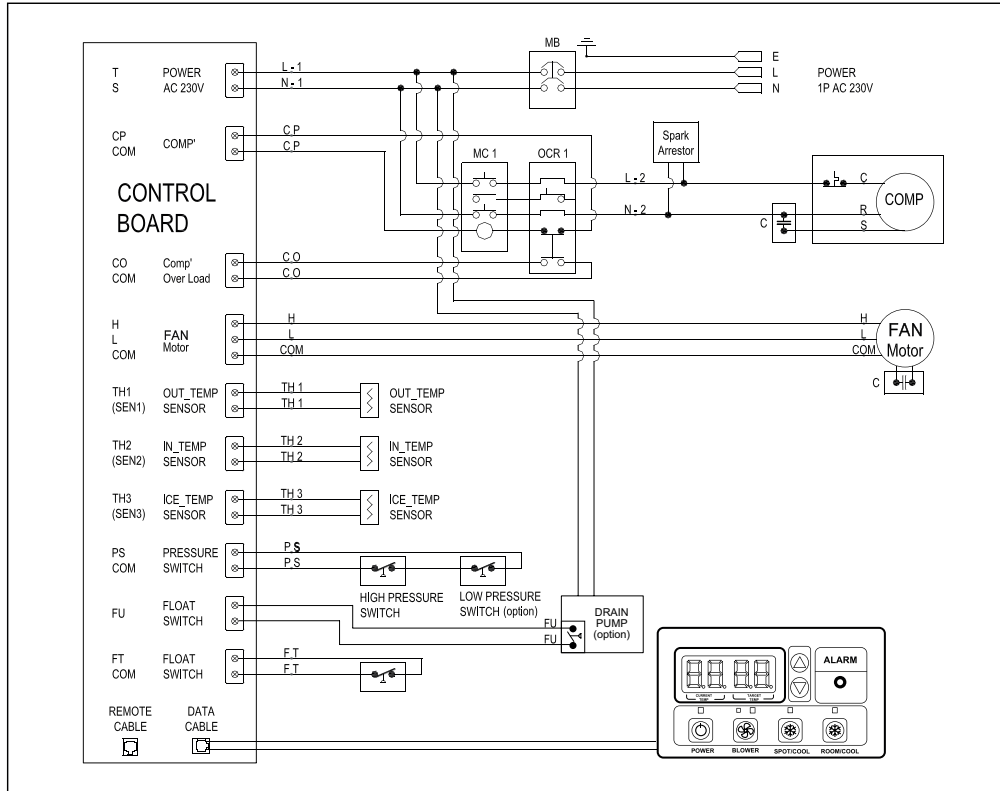 MB
E
T POWER L - 1 L POWER
S AC 230V N - 1 N 1P AC 230V
CP C.P
COM COMP' C.P
Spark
Arrestor
MC 1 OCR 1
L - 2 C
CONTROL
BOARD
N - 2 R
COMP
C S
CO Comp' C.O
COM Over Load C.O
H H H
L FAN Motor L L
COM COM COM
FAN
Motor
C
TH1 OUT_TEMP TH 1 OUT_TEMP
(SEN1) SENSOR TH 1 SENSOR
TH2 IN_TEMP TH 2 IN_TEMP
(SEN2) SENSOR TH 2 SENSOR
TH3 ICE_TEMP TH 3 ICE_TEMP
(SEN3) SENSOR TH 3 SENSOR
PS PRESSURE P.S
COM SWITCH P.S
HIGH PRESSURE LOW PRESSURE
SWITCH SWITCH (option)
FU FLOAT
SWITCH
FU
FU
DRAIN
PUMP
(option)
FT FLOAT F.T
COM SWITCH F.T
REMOTE DATA
CABLE CABLE
ALARM
88 88
CURRENT TARGET
TEMP TEMP
POWER BLOWER SPOT/COOL ROOM/COOL